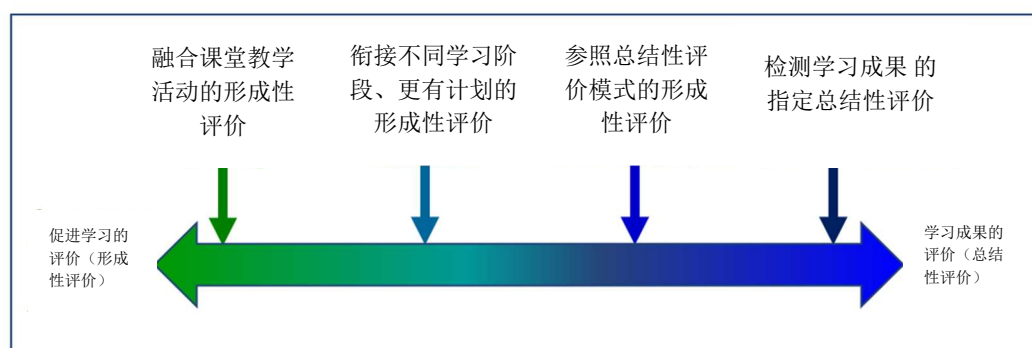 融合课堂教学
活动的形成性
评价
衔接不同学习阶
段、更有计划的
形成性评价
参照总结性评
价模式的形成
性评价
检测学习成果 的
指定总结性评价
促进学习的
评价（形成
性评价）
学习成果的
评价（总结
性评价）